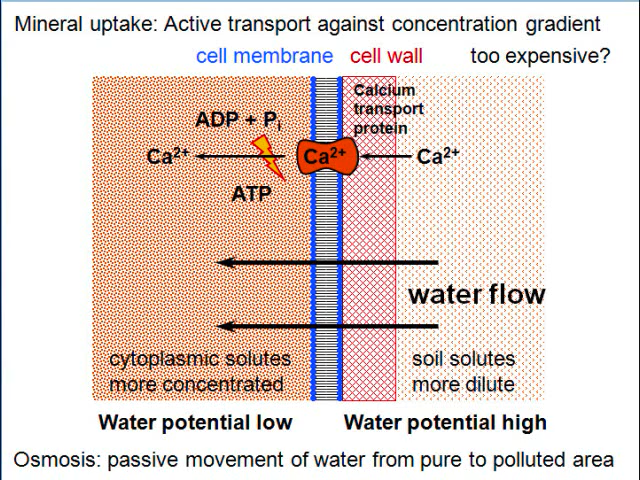 Mineral uptake: Active transport against concentration gradient
cell membrane cell wall too expensive?
Calcium
transport
protein
ADP + Pi
Ca2+ Ca2+ Ca2+
ATP
water flow
cytoplasmic solutes
more concentrated
soil solutes
more dilute
Water potential low Water potential high
Osmosis: passive movement of water from pure to polluted area